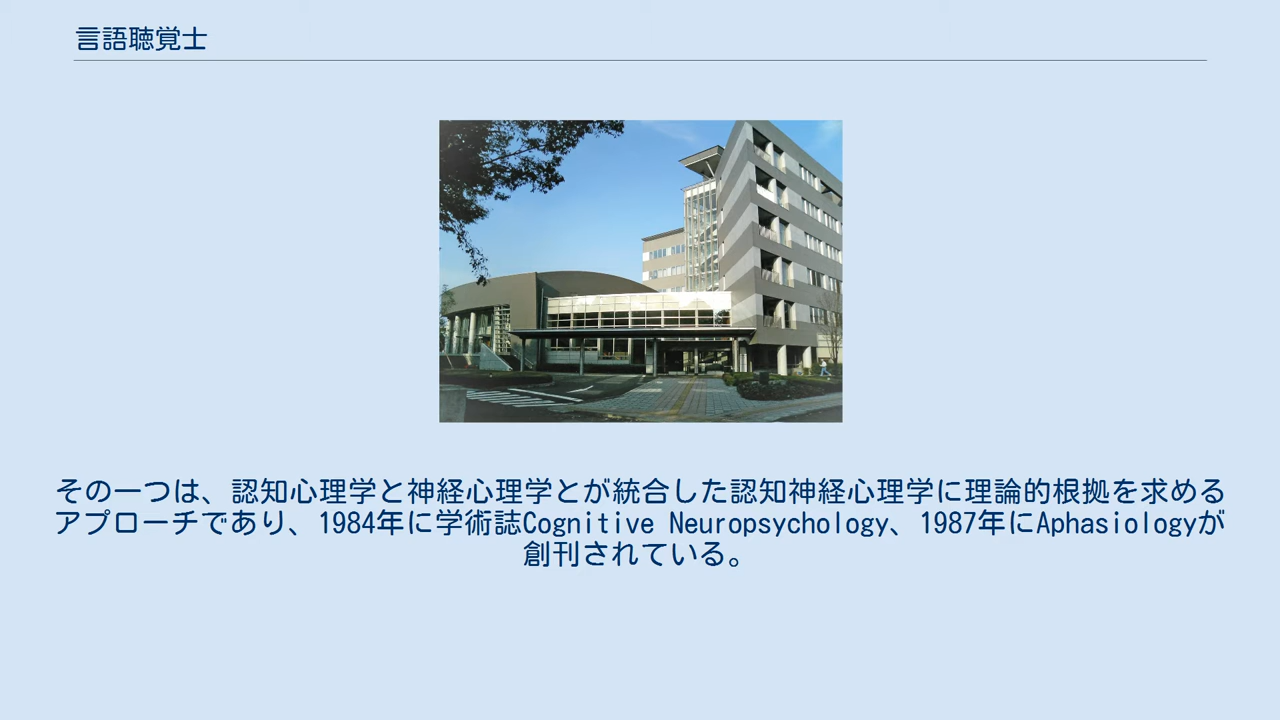 言語聴覚士
その一つは、認知心理学と神経心理学とが統合した認知神経心理学に理論的根拠を求める
アプローチであり、1984年に学術誌Cognitive Neuropsychology、1987年にAphasiologyが
創刊されている。